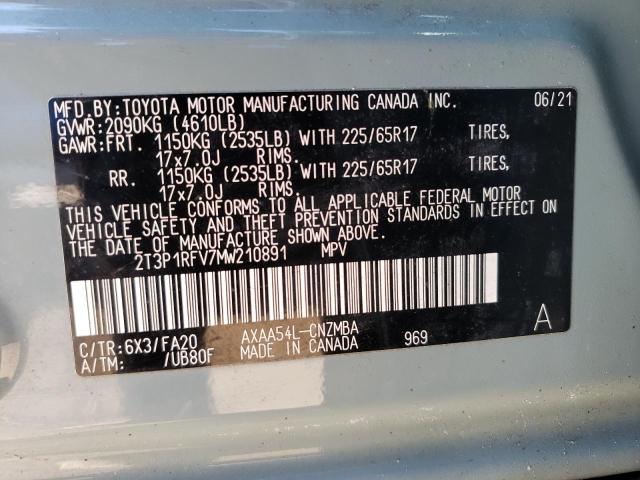 MFD. BY: TOYOTA MOTOR MANUFACTURING CANADA INC. 06/21
GVWR: 2090KG (4610LB)
GAWR: FRT. 1150KG (2535LB) WITH 225/65R17 TIRES,
17x7.0J RIMS.
RR. 1150KG (2535LB) WITH 225/65R17 TIRES,
17x7.0J RIMS.
THIS VEHICLE CONFORMS TO ALL APPLICABLE FEDERAL MOTOR
VEHICLE SAFETY AND THEFT PREVENTION STANDARDS IN EFFECT ON
THE DATE OF MANUFACTURE SHOWN ABOVE.
2T3P1RFV7MW210891 MPV
C/TR: 6X3/FA20 AXAA54L-CNZMBA 969 A
A/TM: /UB80F MADE IN CANADA